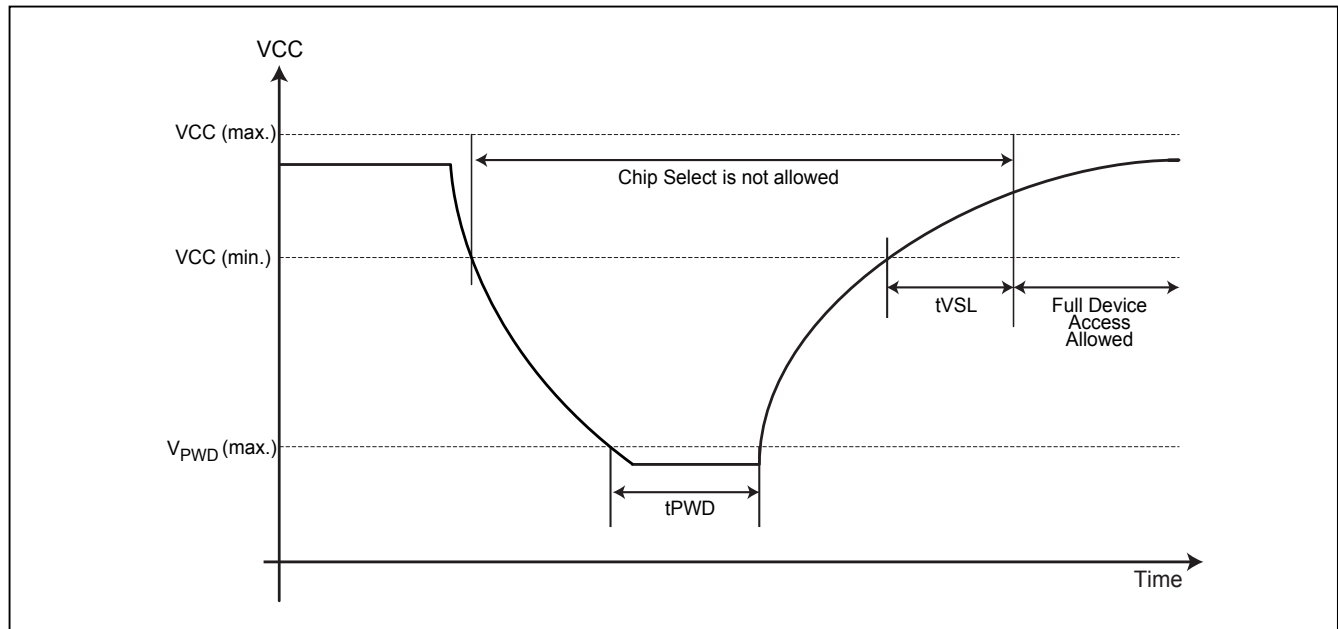 VCC
VCC (max.)
Chip Select is not allowed
VCC (min.)
tVSL
Full Device
Access
Allowed
VPWD (max.)
tPWD
Time